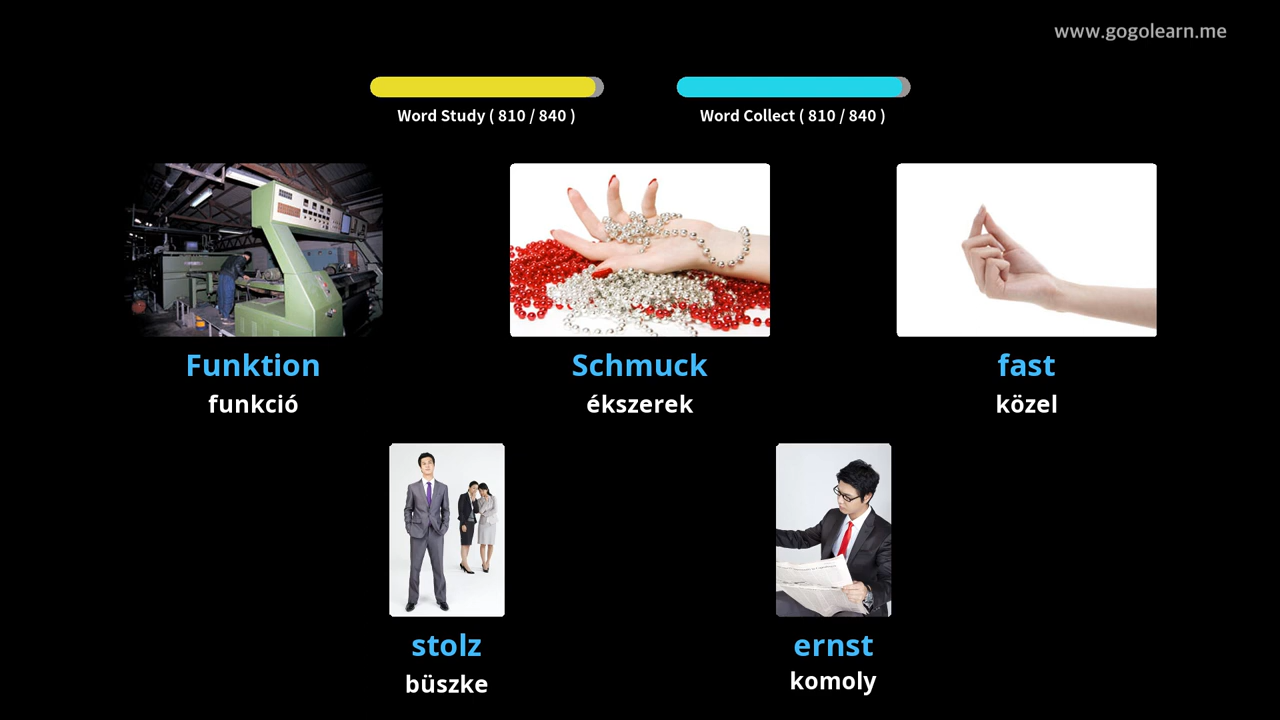 www.gogolearn.me
Word Study ( 810 / 840 )
Word Collect ( 810 / 840 )
Funktion
funkció
Schmuck
ékszerek
fast
közel
stolz
büszke
ernst
komoly